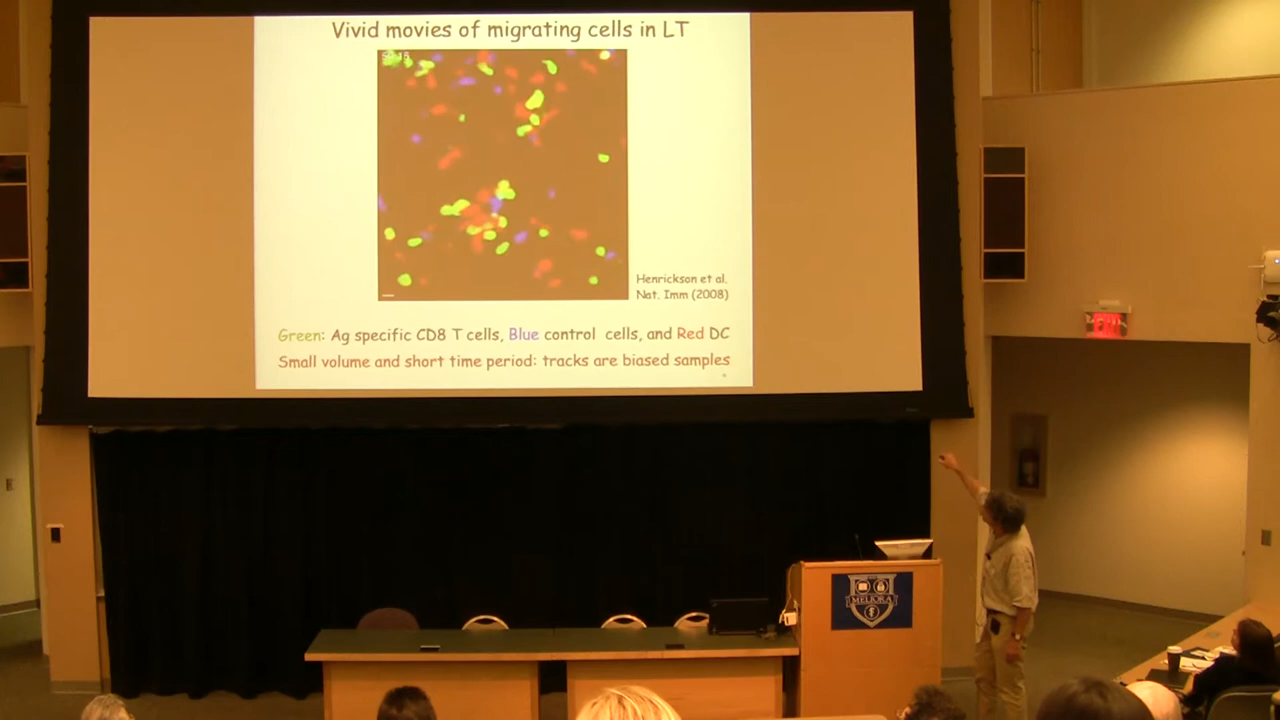 Vivid movies of migrating cells in LT
Henrickson et al.
Nat. Imm (2008)
Green: Ag specific CD8 T cells, Blue control cells, and Red DC
Small volume and short time period: tracks are biased samples
EXIT
MELIORA